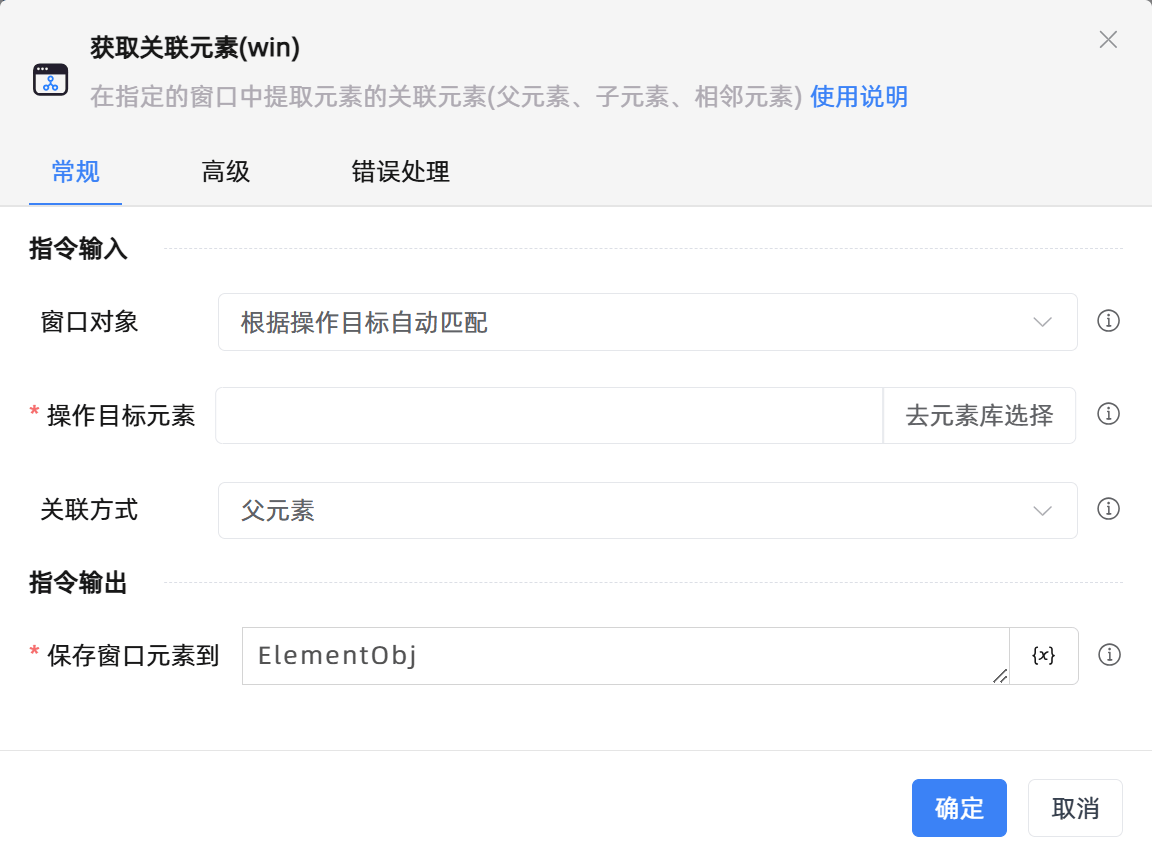 获取关联元素(win)
在指定的窗口中提取元素的关联元素(父元素、子元素、相邻元素) 使用说明
常规 高级 错误处理
指令输入
窗口对象 根据操作目标自动匹配
* 操作目标元素 去元素库选择
关联方式 父元素
指令输出
* 保存窗口元素到 ElementObj {x}
确定 取消